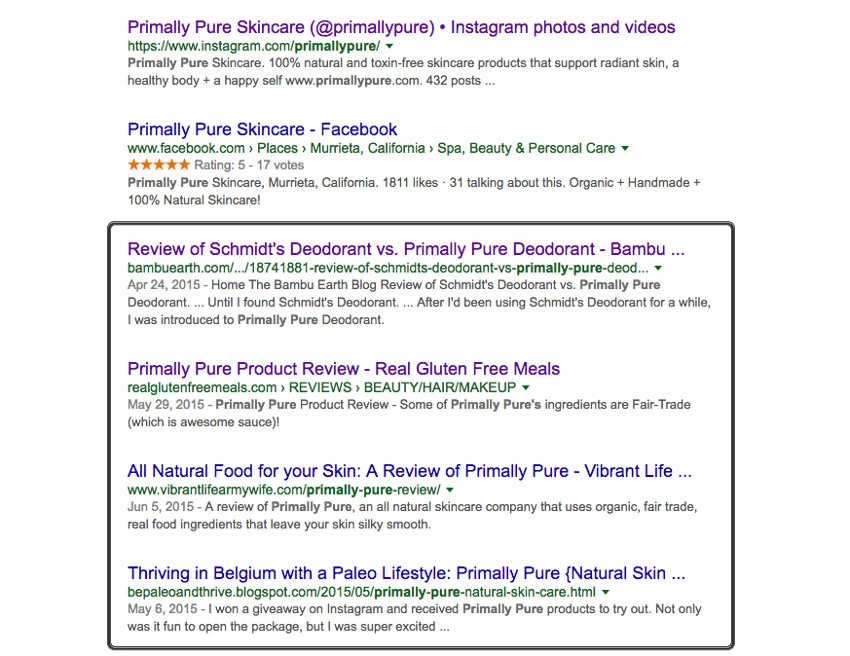 Primally Pure Skincare (@primallypure) • Instagram photos and videos
https://www.instagram.com/primallypure/
Primally Pure Skincare. 100% natural and toxin-free skincare products that support radiant skin, a
healthy body + a happy self www.primallypure.com. 432 posts ...
Primally Pure Skincare - Facebook
www.facebook.com › Places › Murrieta, California › Spa, Beauty & Personal Care
★★★★★ Rating: 5 - 17 votes
Primally Pure Skincare, Murrieta, California. 1811 likes · 31 talking about this. Organic + Handmade +
100% Natural Skincare!
Review of Schmidt's Deodorant vs. Primally Pure Deodorant - Bambu ...
bambuearth.com/.../18741881-review-of-schmidts-deodorant-vs-primally-pure-deod...
Apr 24, 2015 - Home The Bambu Earth Blog Review of Schmidt's Deodorant vs. Primally Pure
Deodorant. ... Until I found Schmidt's Deodorant. ... After I'd been using Schmidt's Deodorant for a while,
I was introduced to Primally Pure Deodorant.
Primally Pure Product Review - Real Gluten Free Meals
realglutenfreemeals.com › REVIEWS › BEAUTY/HAIR/MAKEUP
May 29, 2015 - Primally Pure Product Review - Some of Primally Pure's ingredients are Fair-Trade
(which is awesome sauce)!
All Natural Food for your Skin: A Review of Primally Pure - Vibrant Life ...
www.vibrantlifearmywife.com/primally-pure-review/
Jun 5, 2015 - A review of Primally Pure, an all natural skincare company that uses organic, fair trade,
real food ingredients that leave your skin silky smooth.
Thriving in Belgium with a Paleo Lifestyle: Primally Pure {Natural Skin ...
bepaleoandthrive.blogspot.com/2015/05/primally-pure-natural-skin-care.html
May 6, 2015 - I won a giveaway on Instagram and received Primally Pure products to try out. Not only
was it fun to open the package, but I was super excited ...